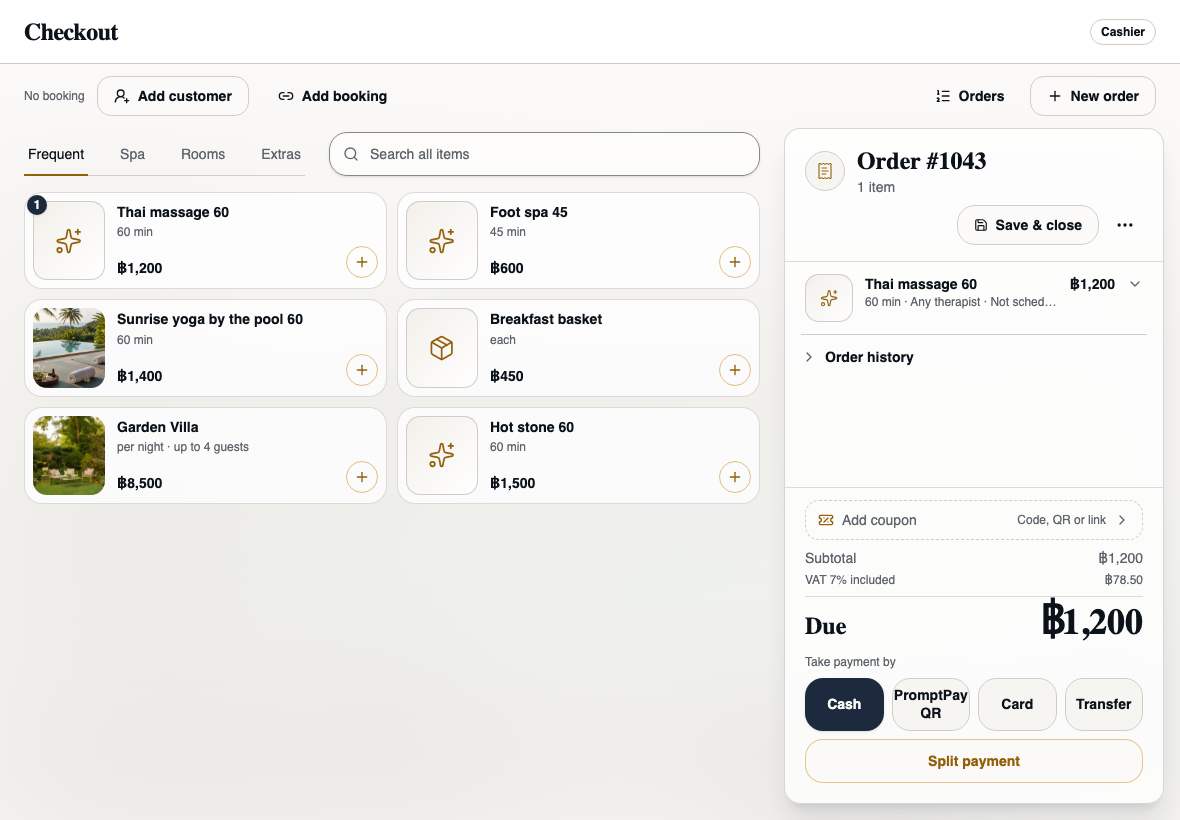 Checkout
Cashier
No booking
Add customer
Add booking
Orders
New order
Frequent
Spa
Rooms
Extras
Search all items
1
Thai massage 60
60 min
฿1,200
Foot spa 45
45 min
฿600
Sunrise yoga by the pool 60
60 min
฿1,400
Breakfast basket
each
฿450
Garden Villa
per night · up to 4 guests
฿8,500
Hot stone 60
60 min
฿1,500
Order #1043
1 item
Save & close
Thai massage 60
฿1,200
60 min · Any therapist · Not sched…
Order history
Add coupon
Code, QR or link
Subtotal
฿1,200
VAT 7% included
฿78.50
Due
฿1,200
Take payment by
Cash
PromptPay
QR
Card
Transfer
Split payment